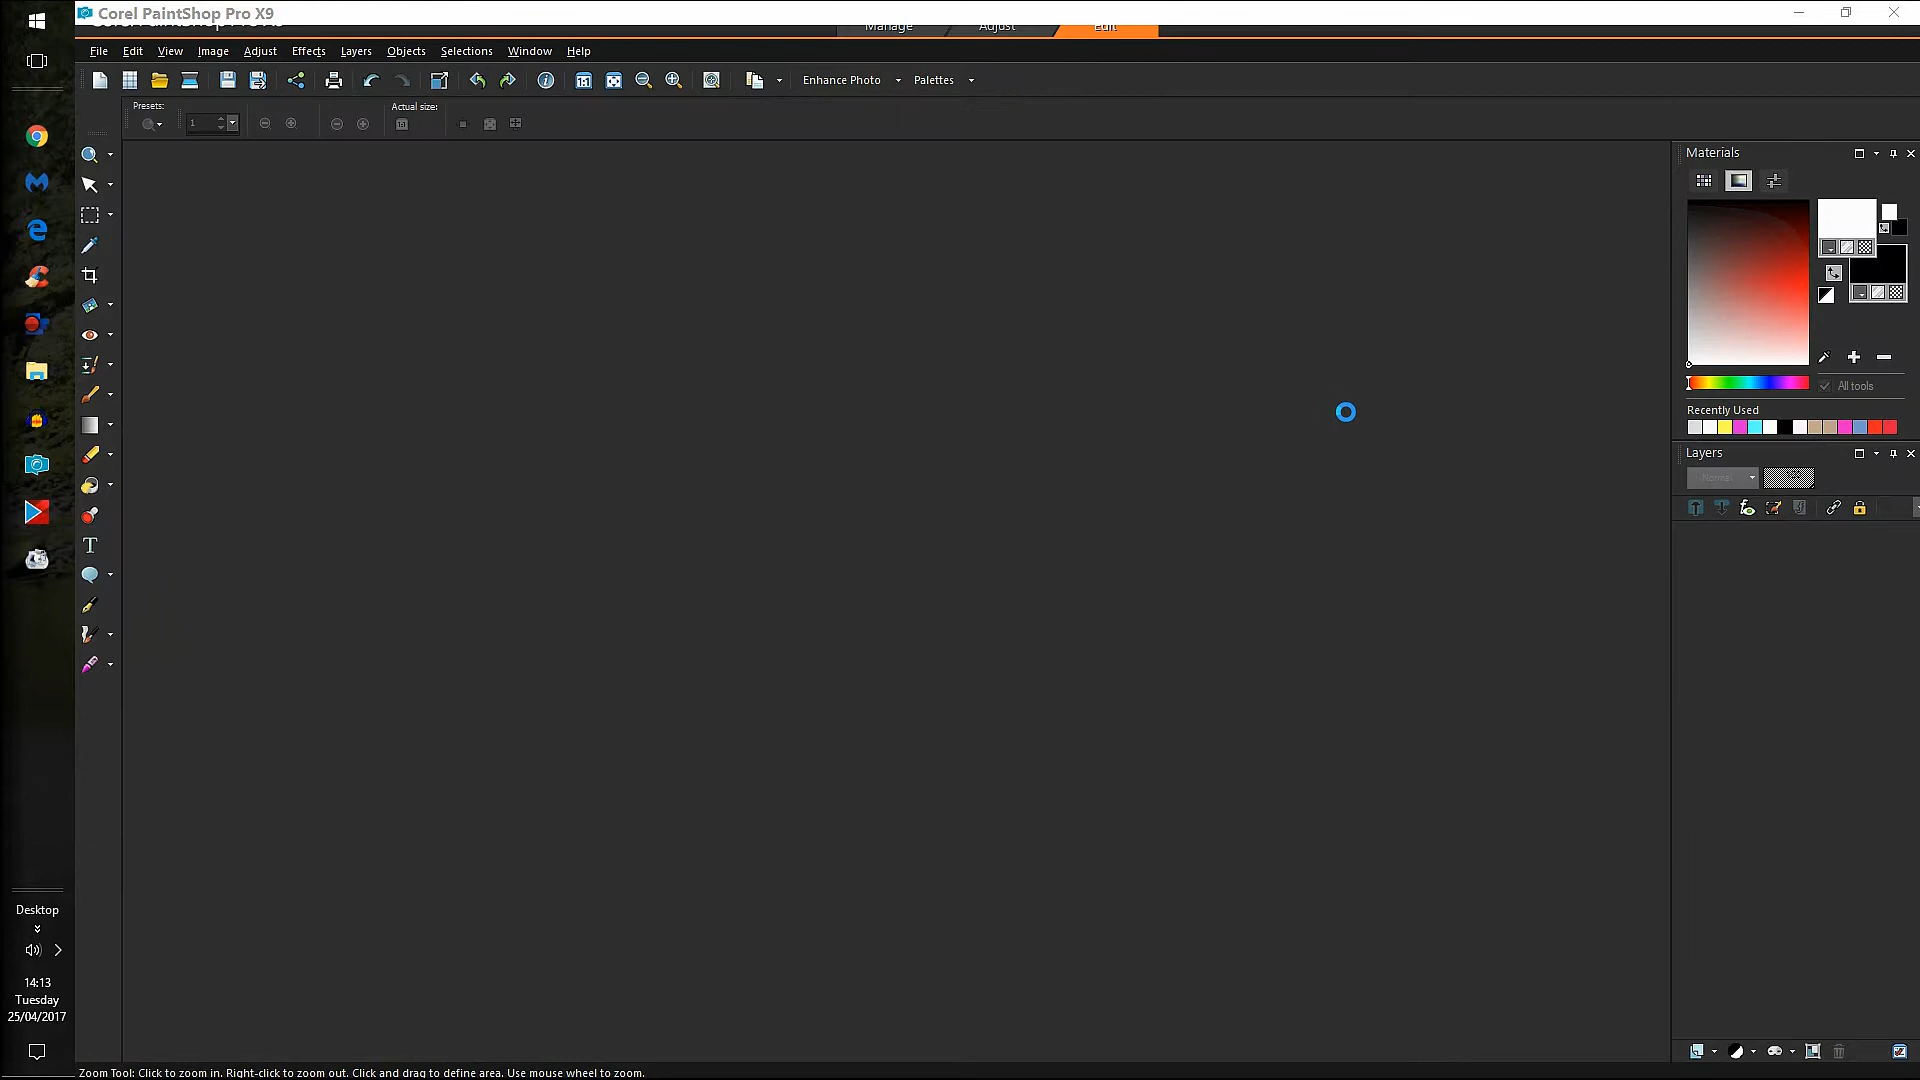 Corel PaintShop Pro X9
Manage
Adjust
Edit
File
Edit
View
Image
Adjust
Effects
Layers
Objects
Selections
Window
Help
Enhance Photo
Palettes
Presets:
1
Actual size:
Materials
All tools
Recently Used
Layers
Normal
Desktop
14:13
Tuesday
25/04/2017
Zoom Tool: Click to zoom in. Right-click to zoom out. Click and drag to define area. Use mouse wheel to zoom.